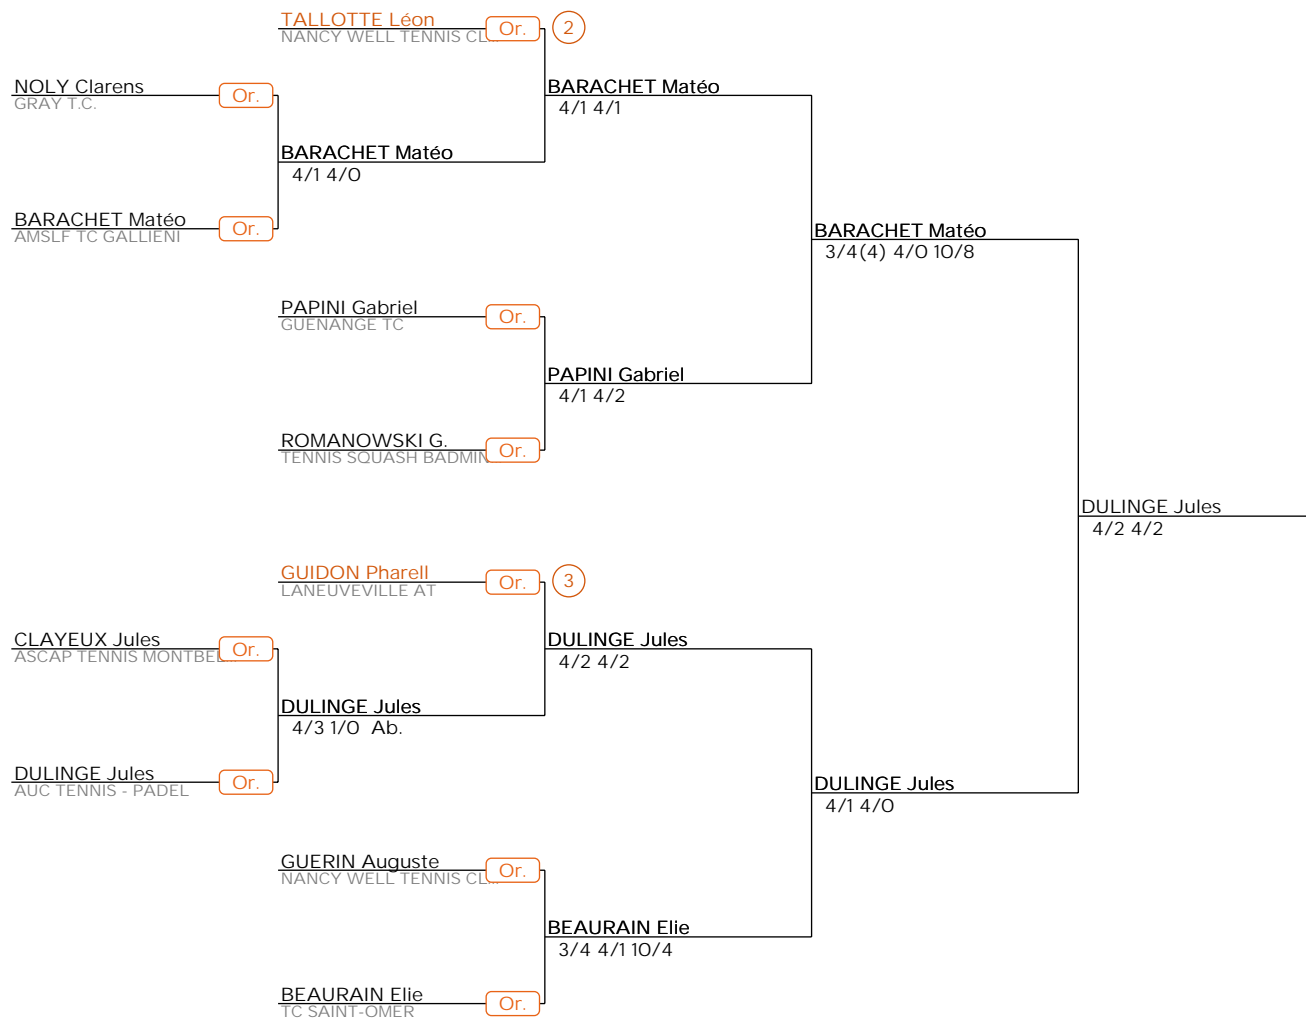 TALLOTTE Léon
NANCY WELL TENNIS CL...
Or.
2
NOLY Clarens
GRAY T.C.
Or.
BARACHET Matéo
4/1 4/1
BARACHET Matéo
4/1 4/0
BARACHET Matéo
AMSLF TC GALLIENI
Or.
BARACHET Matéo
3/4(4) 4/0 10/8
PAPINI Gabriel
GUENANGE TC
Or.
PAPINI Gabriel
4/1 4/2
ROMANOWSKI G.
TENNIS SQUASH BADMIN
Or.
DULINGE Jules
4/2 4/2
GUIDON Pharell
LANEUVEVILLE AT
Or.
3
CLAYEUX Jules
ASCAP TENNIS MONTBEL...
Or.
DULINGE Jules
4/2 4/2
DULINGE Jules
4/3 1/0 Ab.
DULINGE Jules
AUC TENNIS - PADEL
Or.
DULINGE Jules
4/1 4/0
GUERIN Auguste
NANCY WELL TENNIS CL...
Or.
BEAURAIN Elie
3/4 4/1 10/4
BEAURAIN Elie
TC SAINT-OMER
Or.